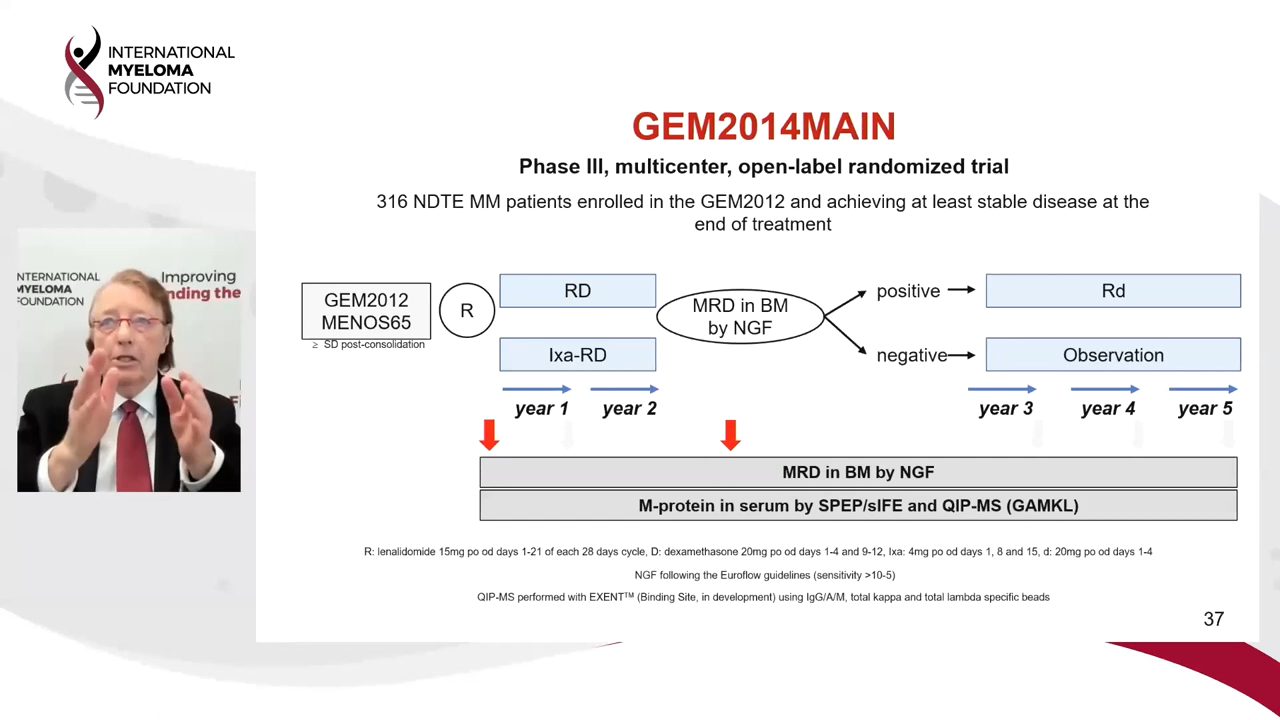 INTERNATIONAL
MYELOMA
FOUNDATION
GEM2014MAIN
Phase III, multicenter, open-label randomized trial
316 NDTE MM patients enrolled in the GEM2012 and achieving at least stable disease at the
end of treatment
GEM2012
MENOS65
≥ SD post-consolidation
R
RD
Ixa-RD
year 1
year 2
MRD in BM
by NGF
positive
negative
Rd
Observation
year 3
year 4
year 5
MRD in BM by NGF
M-protein in serum by SPEP/sIFE and QIP-MS (GAMKL)
R: lenalidomide 15mg po od days 1-21 of each 28 days cycle, D: dexamethasone 20mg po od days 1-4 and 9-12, Ixa: 4mg po od days 1, 8 and 15, d: 20mg po od days 1-4
NGF following the Euroflow guidelines (sensitivity >10-5)
QIP-MS performed with EXENT™ (Binding Site, in development) using IgG/A/M, total kappa and total lambda specific beads
37
NTERNATIONAL
MYELOMA
FOUNDATION
Improving
nding the